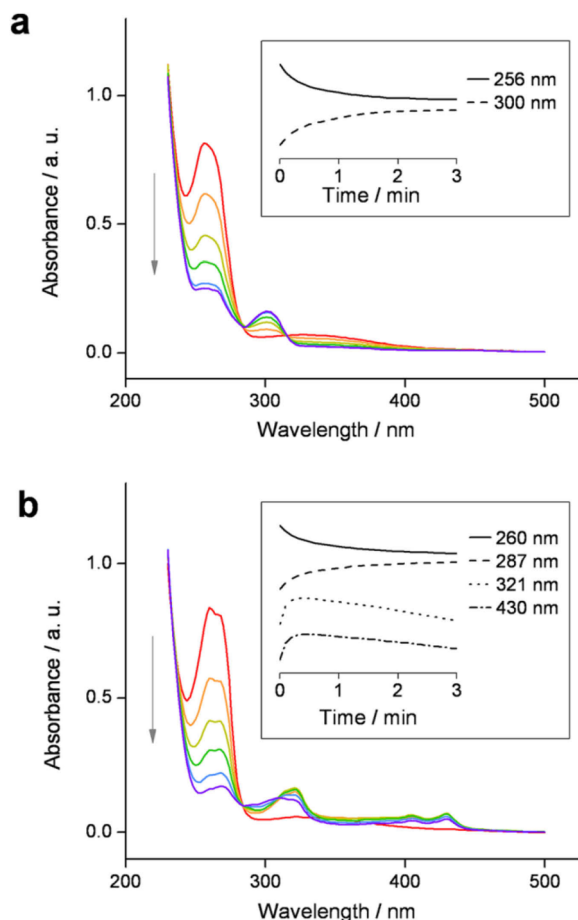 a
Absorbance / a. u.
1.0
0.5
0.0
200
300
400
500
Wavelength / nm
256 nm
300 nm
0
1
2
3
Time / min
b
Absorbance / a. u.
1.0
0.5
0.0
200
300
400
500
Wavelength / nm
260 nm
287 nm
321 nm
430 nm
0
1
2
3
Time / min